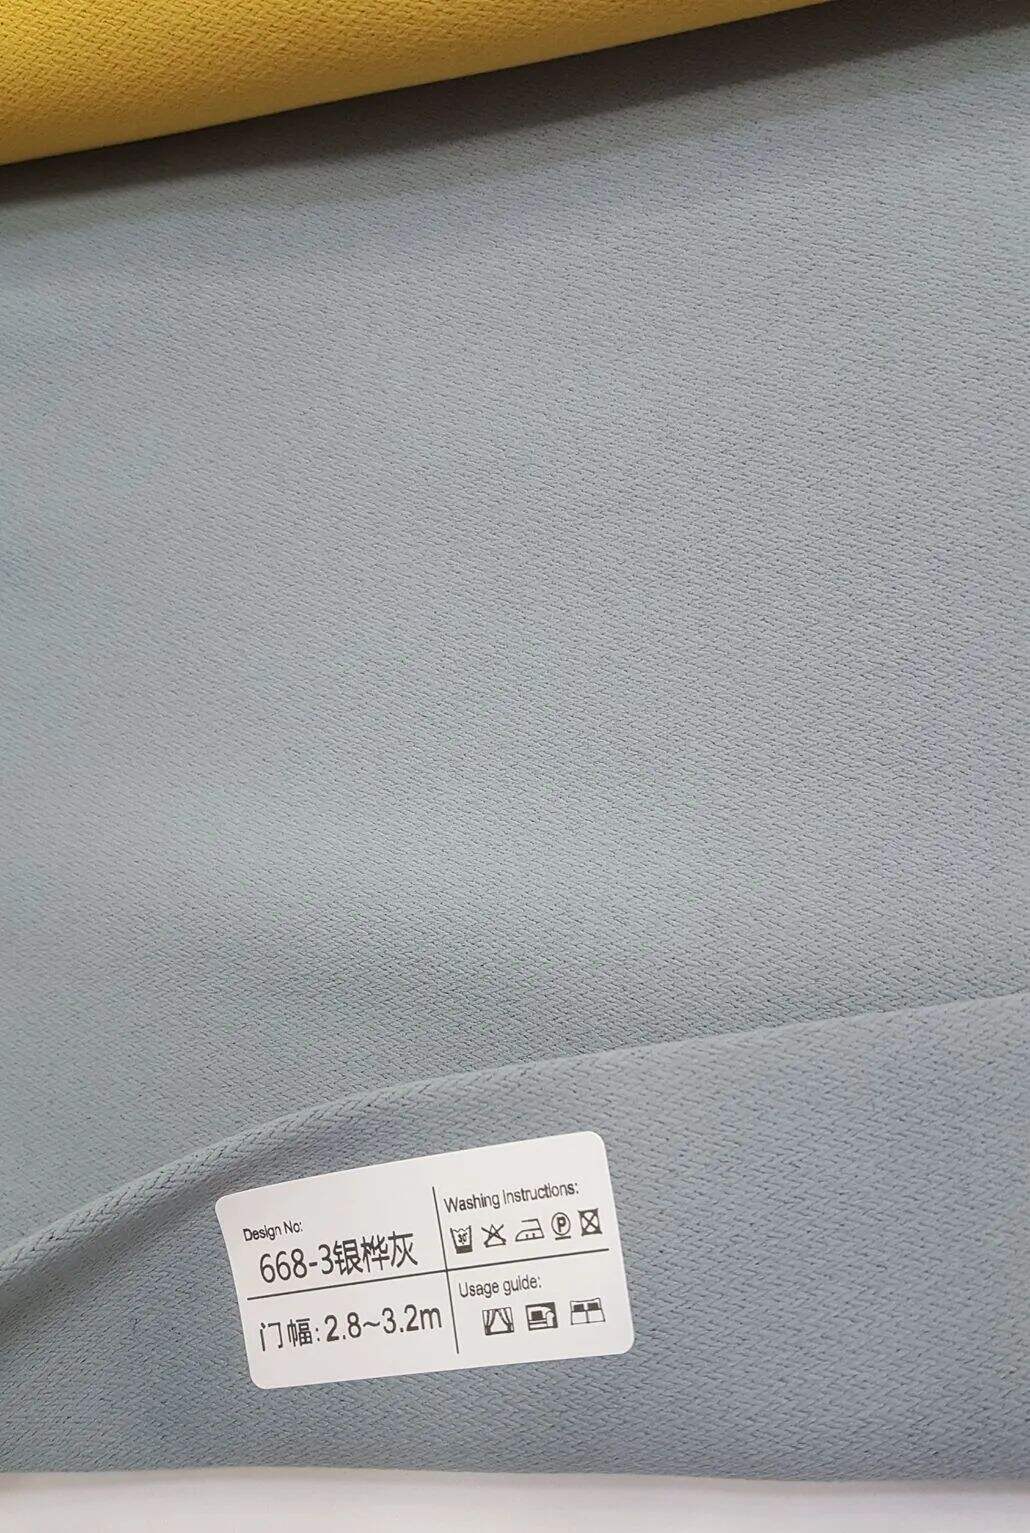 Design No:
668-3银桦灰
门幅:2.8~3.2m
Washing Instructions:
Usage guide: